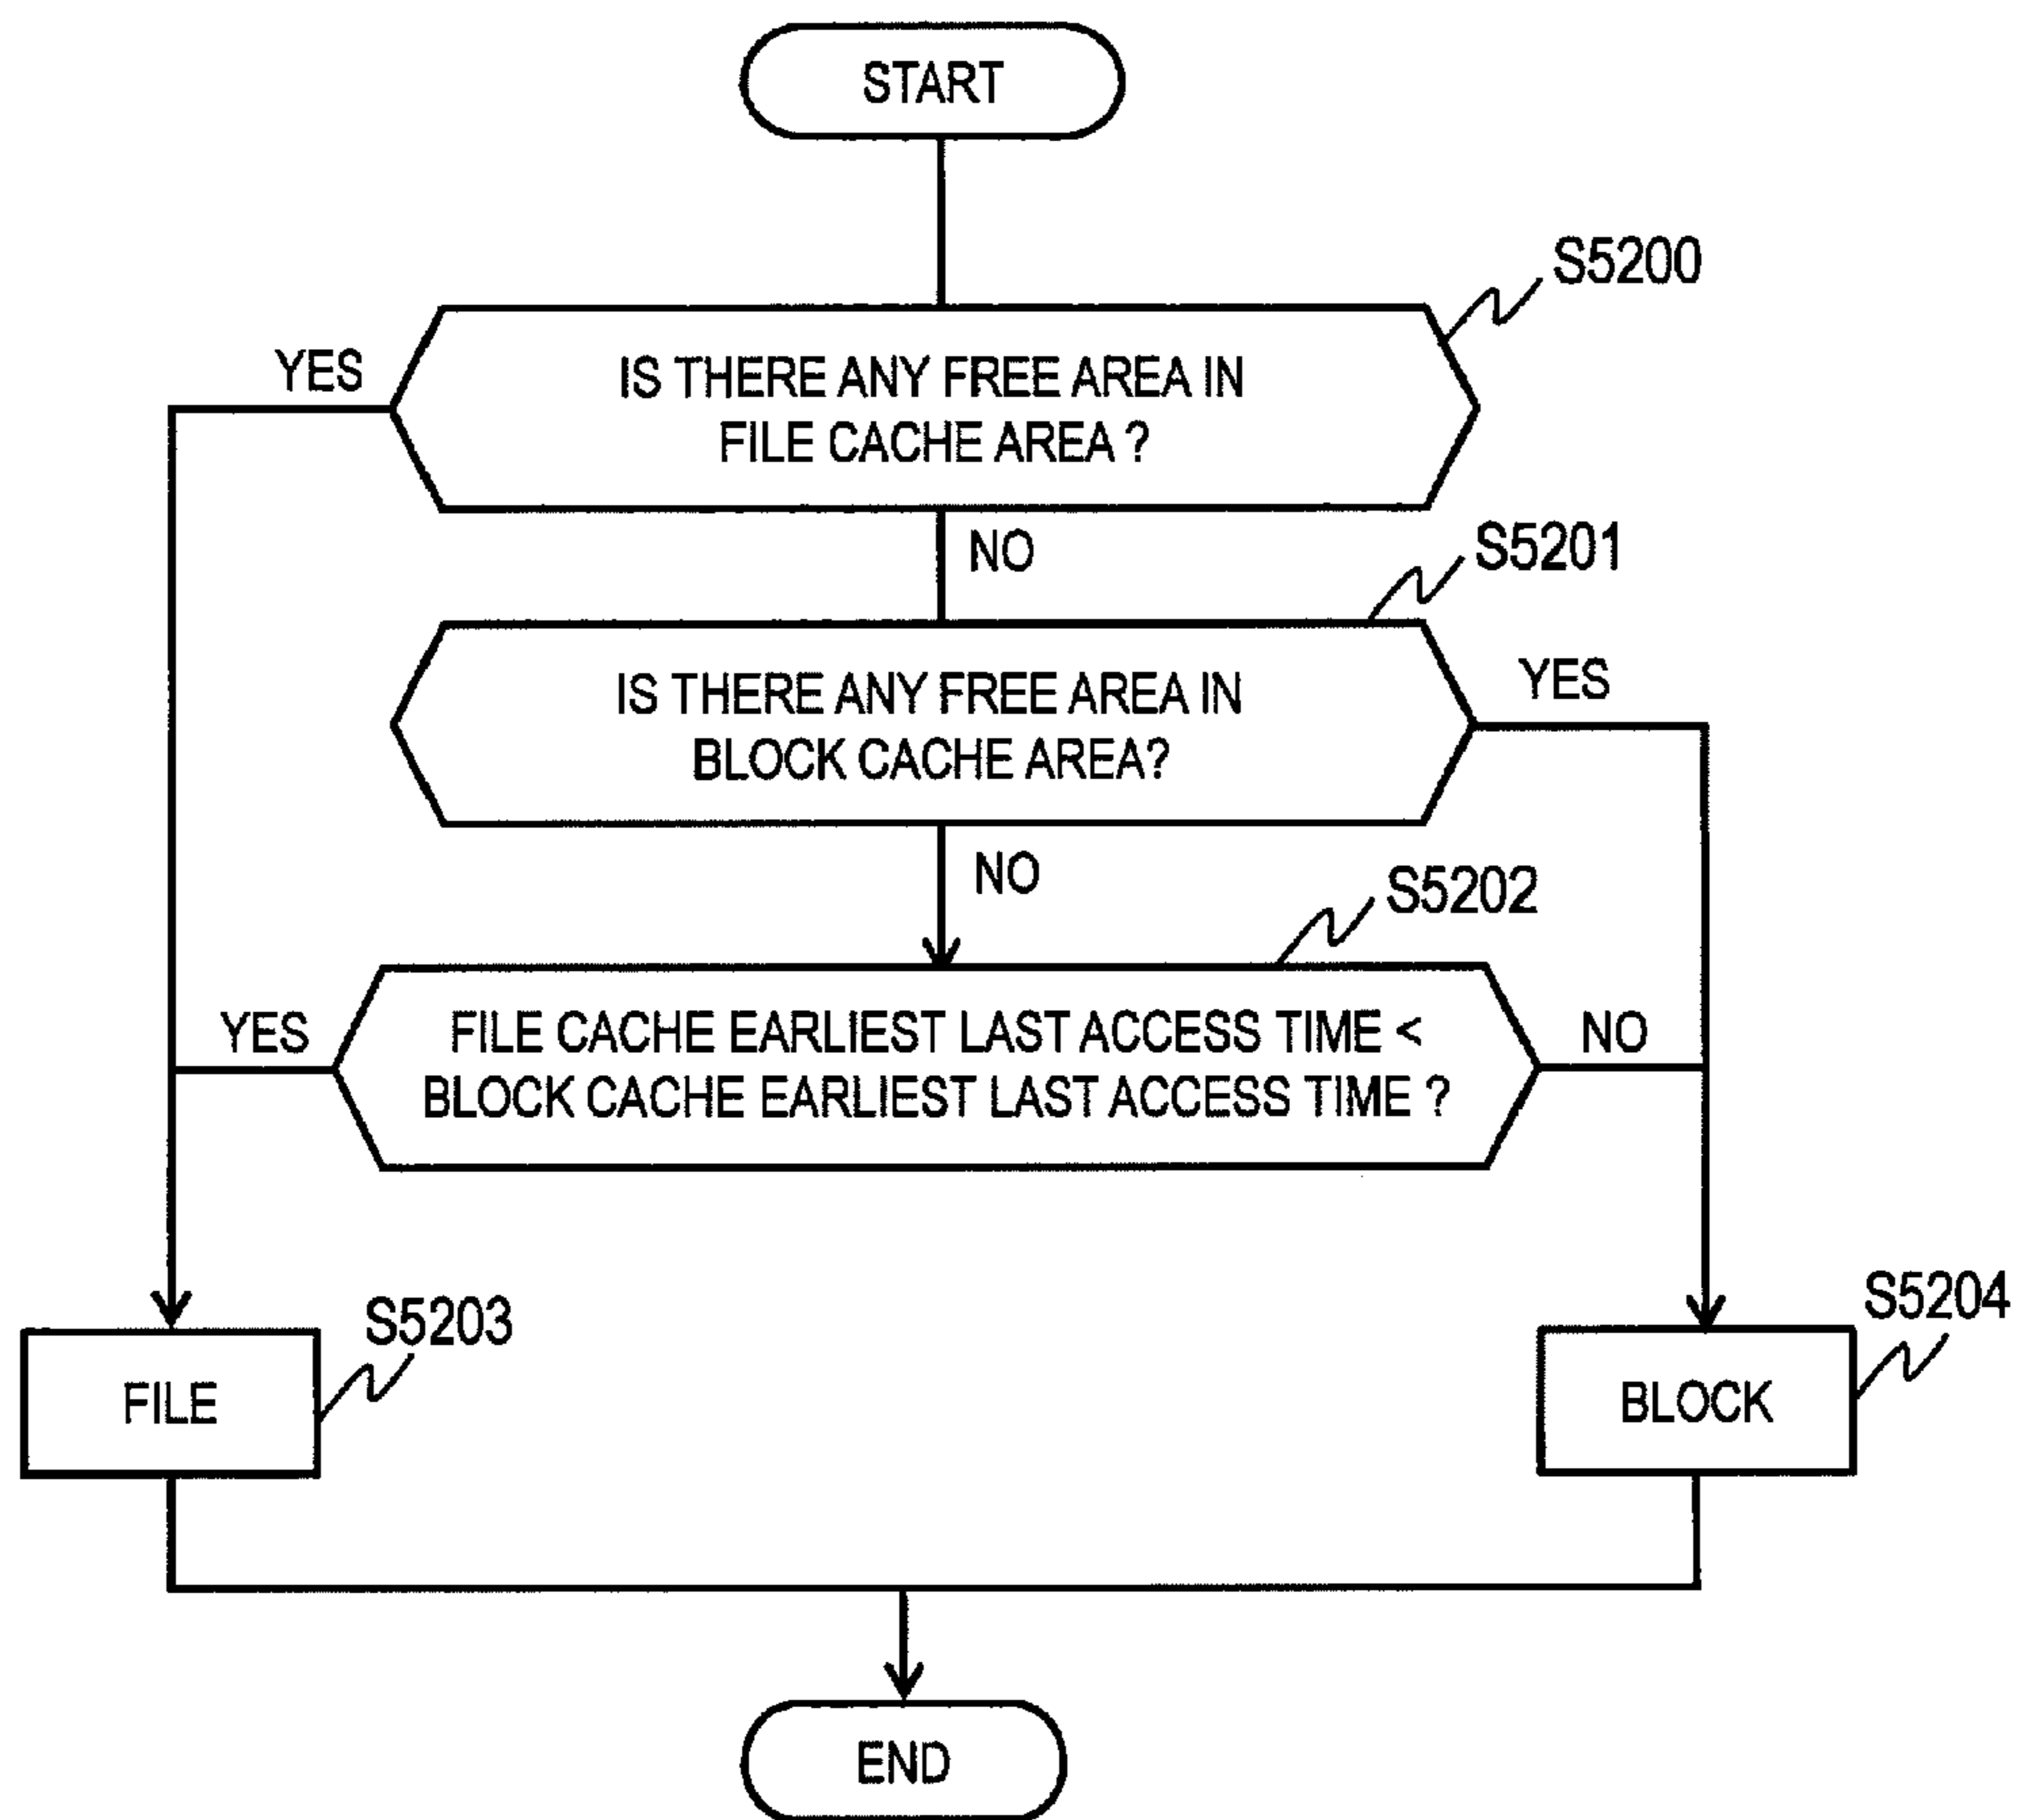 START
S5200
YES
IS THERE ANY FREE AREA IN
FILE CACHE AREA ?
NO
S5201
IS THERE ANY FREE AREA IN
BLOCK CACHE AREA?
YES
NO
S5202
YES
FILE CACHE EARLIEST LAST ACCESS TIME <
BLOCK CACHE EARLIEST LAST ACCESS TIME ?
NO
S5203
FILE
S5204
BLOCK
END